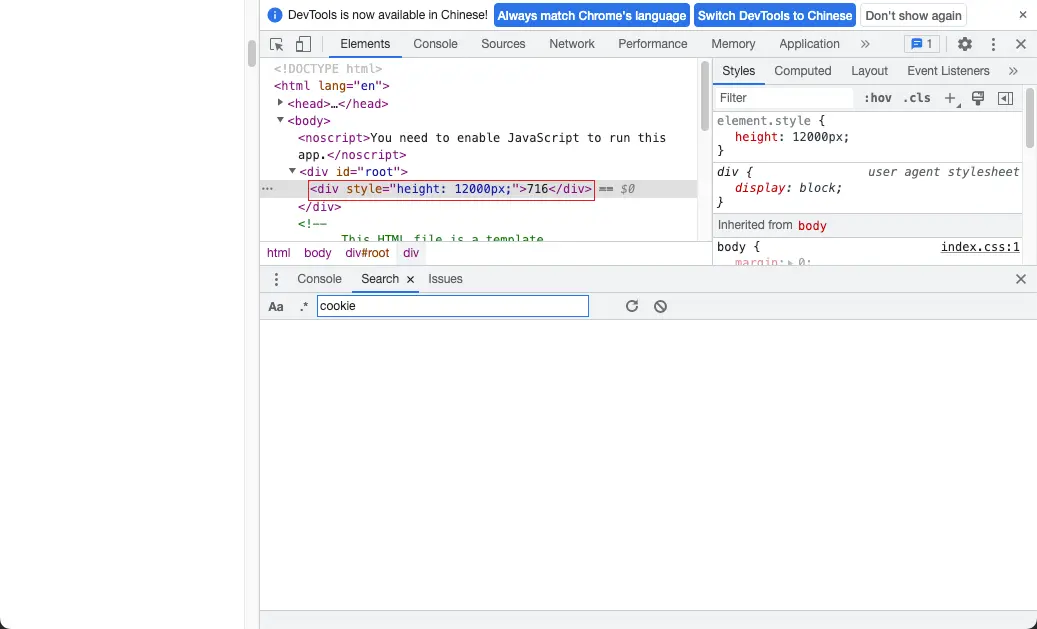 DevTools is now available in Chinese! Always match Chrome's language Switch DevTools to Chinese Don't show again ×
Elements Console Sources Network Performance Memory Application » 1
<!DOCTYPE html>
<html lang="en">
<head>…</head>
<body>
<noscript>You need to enable JavaScript to run this
app.</noscript>
<div id="root">
<div style="height: 12000px;">716</div> == $0
</div>
<!--
This HTML file is a template
html body div#root div
Styles Computed Layout Event Listeners »
Filter :hov .cls +
element.style {
height: 12000px;
}
div { user agent stylesheet
display: block;
}
Inherited from body
body { index.css:1
margin: 0;
Console Search × Issues
Aa .* cookie